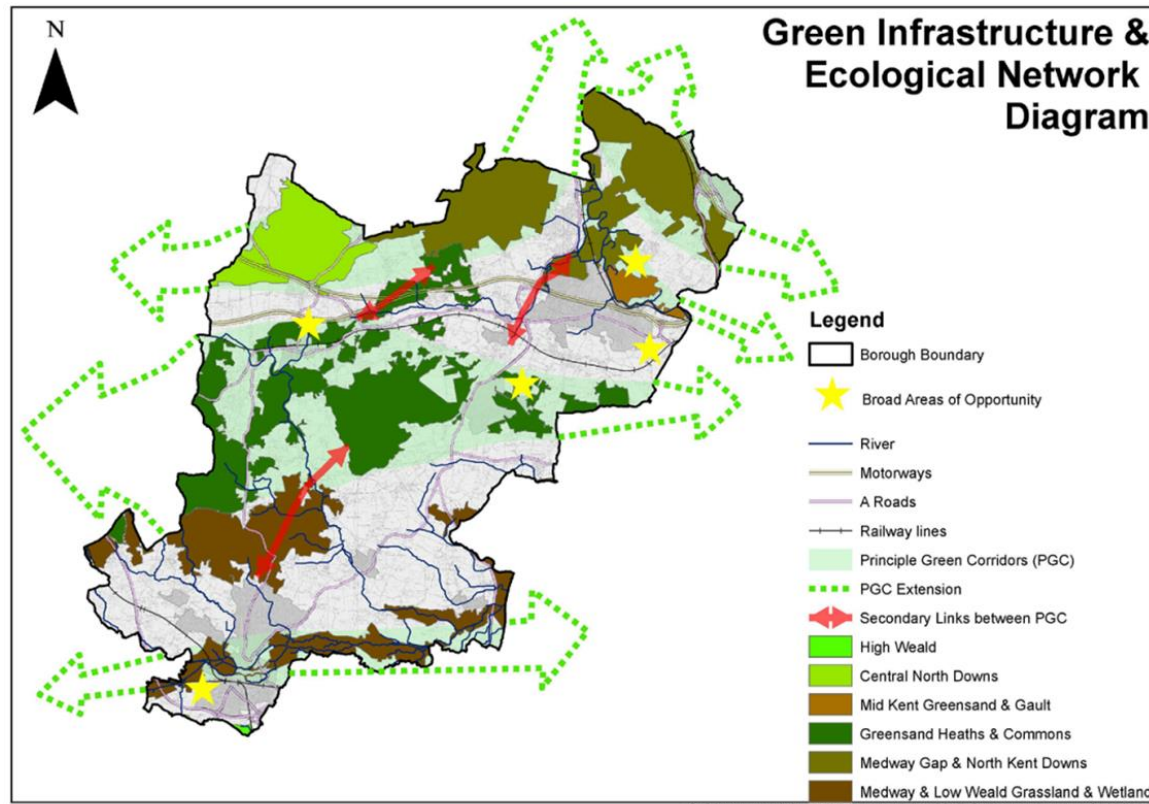 N
Green Infrastructure &
Ecological Network
Diagram
Legend
Borough Boundary
Broad Areas of Opportunity
River
Motorways
A Roads
Railway lines
Principle Green Corridors (PGC)
PGC Extension
Secondary Links between PGC
High Weald
Central North Downs
Mid Kent Greensand & Gault
Greensand Heaths & Commons
Medway Gap & North Kent Downs
Medway & Low Weald Grassland & Wetland